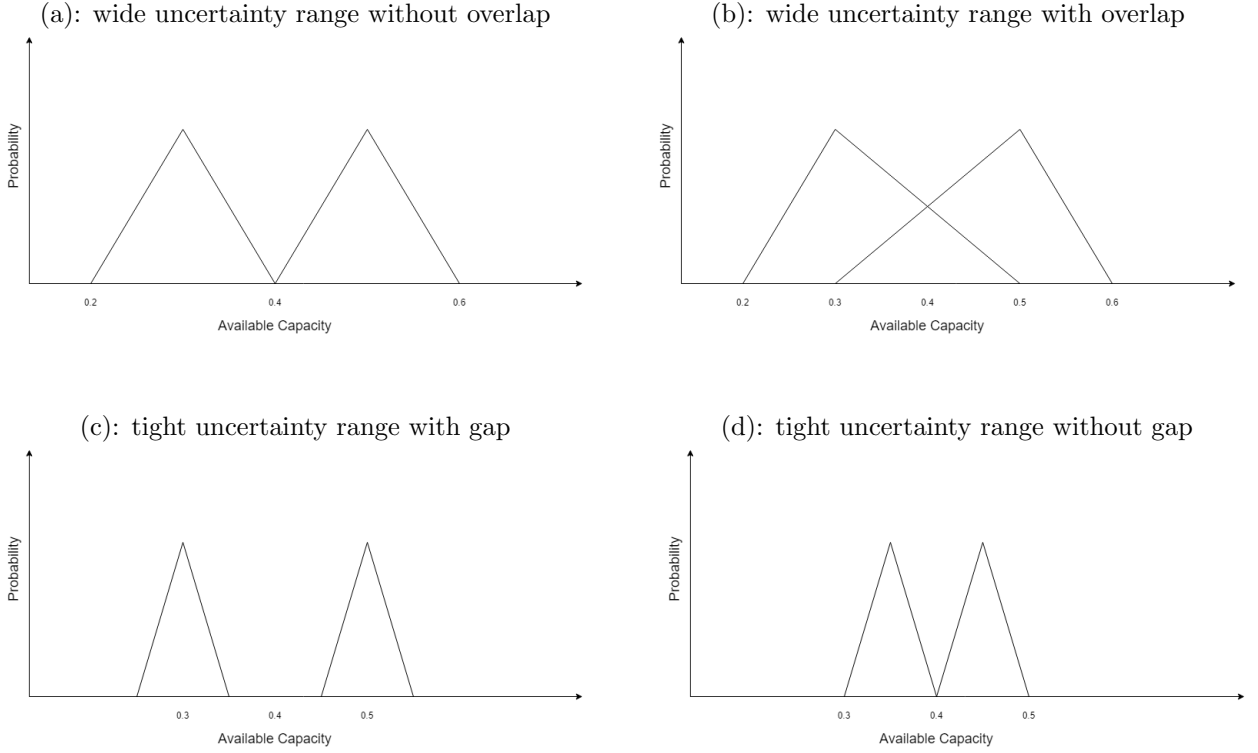 (a): wide uncertainty range without overlap
Probability
0.2 0.4 0.6
Available Capacity
(b): wide uncertainty range with overlap
Probability
0.2 0.3 0.4 0.5 0.6
Available Capacity
(c): tight uncertainty range with gap
Probability
0.3 0.4 0.5
Available Capacity
(d): tight uncertainty range without gap
Probability
0.3 0.4 0.5
Available Capacity